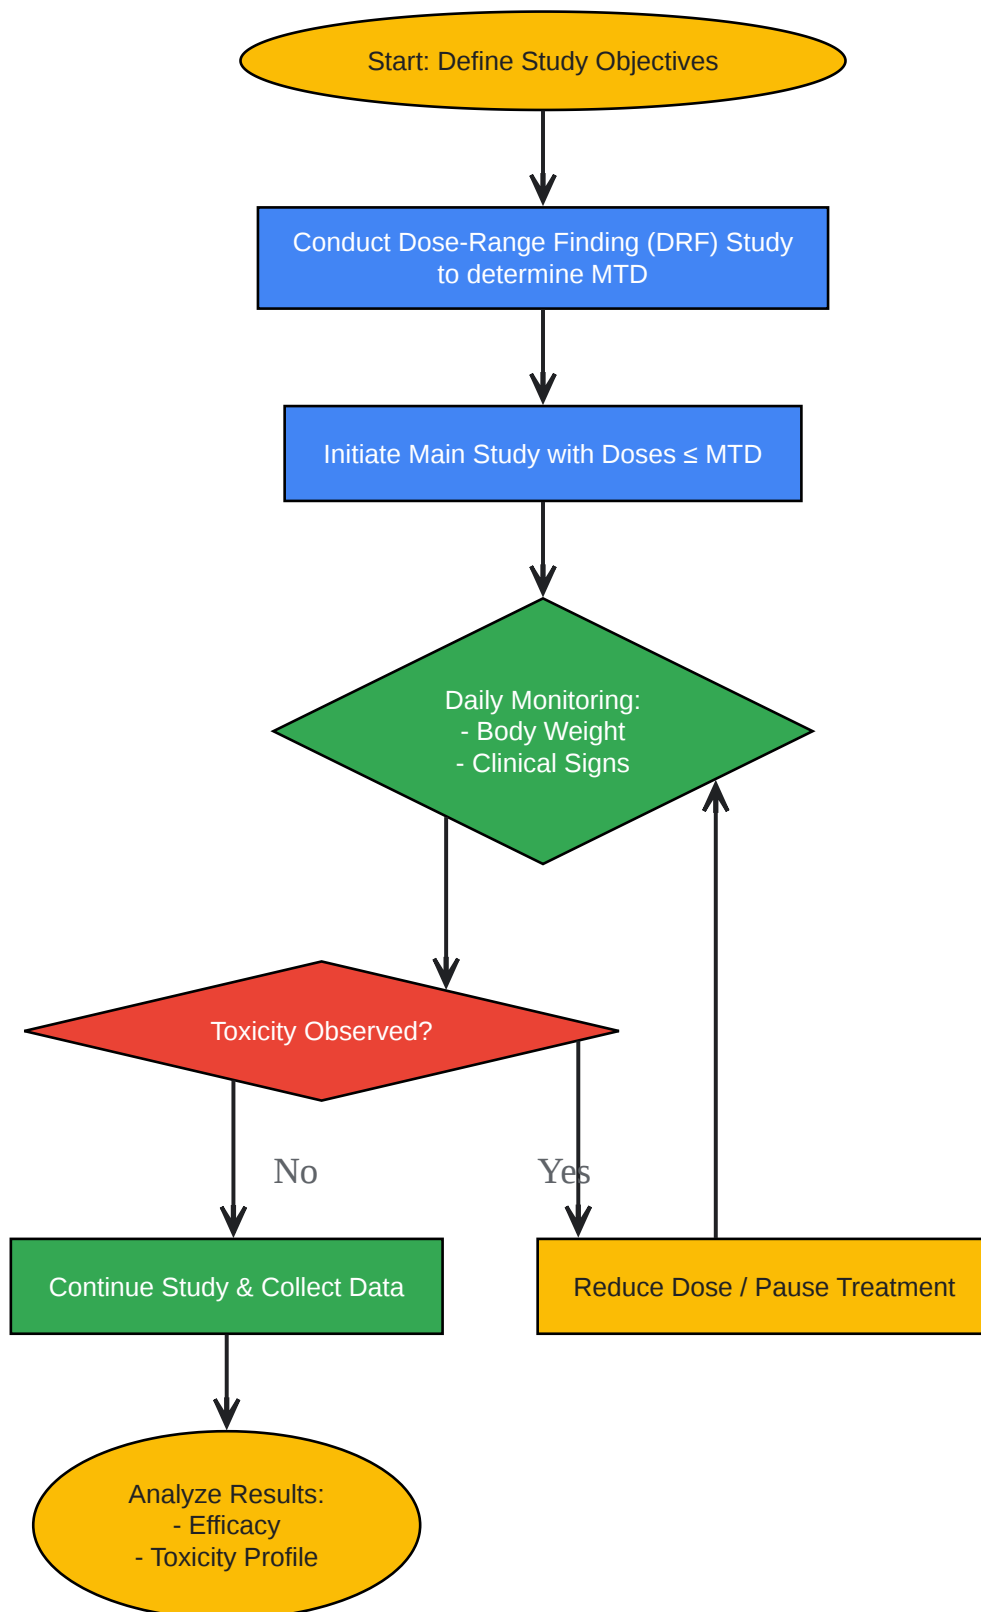 Start: Define Study Objectives
Conduct Dose-Range Finding (DRF) Study
to determine MTD
Initiate Main Study with Doses ≤ MTD
Daily Monitoring:
- Body Weight
- Clinical Signs
Toxicity Observed?
No
Yes
Continue Study & Collect Data
Reduce Dose / Pause Treatment
Analyze Results:
- Efficacy
- Toxicity Profile